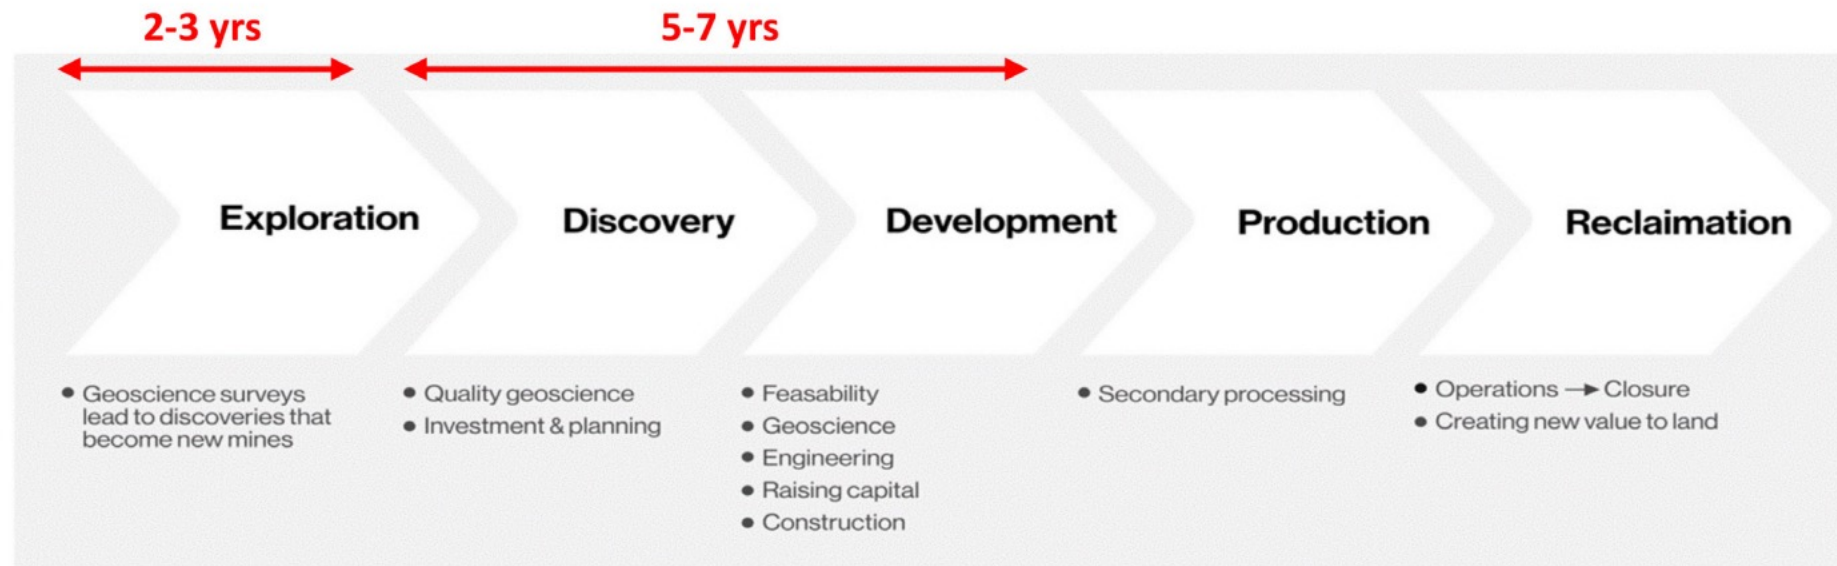 2-3 yrs
5-7 yrs
Exploration
Discovery
Development
Production
Reclaimation
• Geoscience surveys
lead to discoveries that
become new mines
• Quality geoscience
• Investment & planning
• Feasability
• Geoscience
• Engineering
• Raising capital
• Construction
• Secondary processing
• Operations → Closure
• Creating new value to land